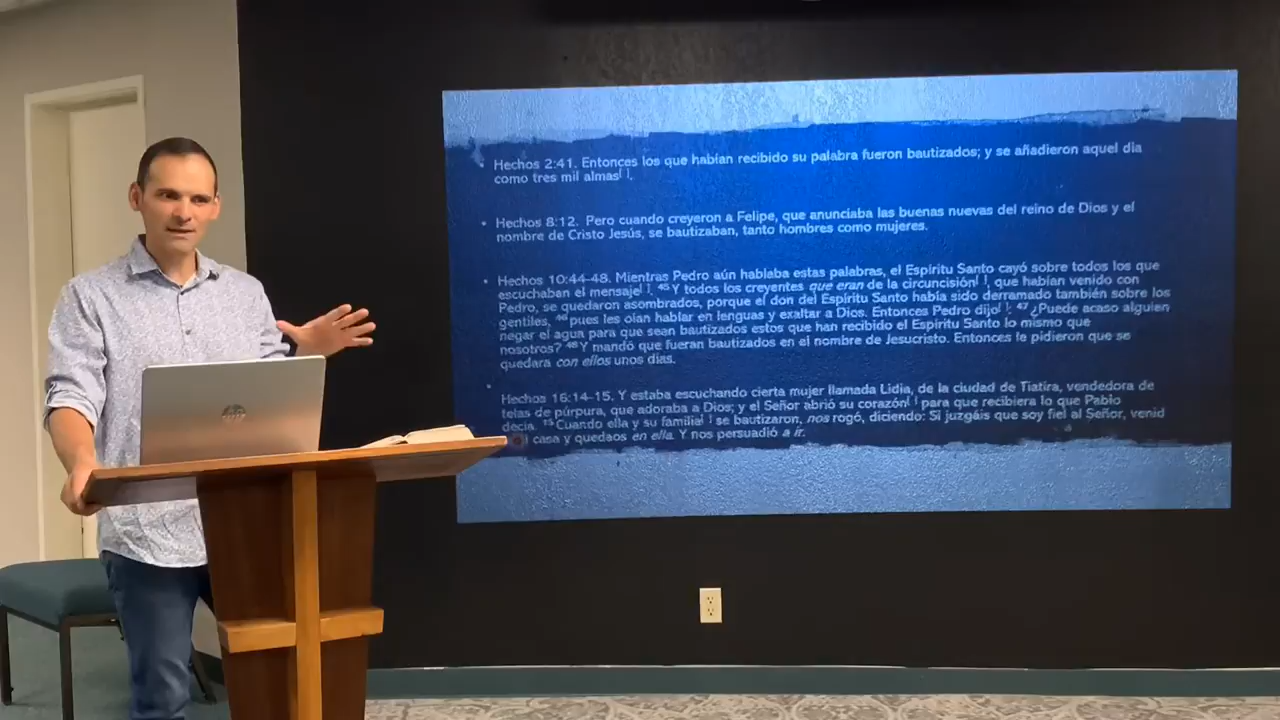 Hechos 2:41. Entonces los que habían recibido su palabra fueron bautizados; y se añadieron aquel día
como tres mil almas[ ].
• Hechos 8:12. Pero cuando creyeron a Felipe, que anunciaba las buenas nuevas del reino de Dios y el
nombre de Cristo Jesús, se bautizaban, tanto hombres como mujeres.
• Hechos 10:44-48. Mientras Pedro aún hablaba estas palabras, el Espíritu Santo cayó sobre todos los que
escuchaban el mensaje[ ]. 45 Y todos los creyentes que eran de la circuncisión[ ], que habían venido con
Pedro, se quedaron asombrados, porque el don del Espíritu Santo había sido derramado también sobre los
gentiles, 46 pues les oían hablar en lenguas y exaltar a Dios. Entonces Pedro dijo[ ]: 47 ¿Puede acaso alguien
negar el agua para que sean bautizados estos que han recibido el Espíritu Santo lo mismo que
nosotros? 48 Y mandó que fueran bautizados en el nombre de Jesucristo. Entonces le pidieron que se
quedara con ellos unos días.
• Hechos 16:14-15. Y estaba escuchando cierta mujer llamada Lidia, de la ciudad de Tiatira, vendedora de
telas de púrpura, que adoraba a Dios; y el Señor abrió su corazón[ ] para que recibiera lo que Pablo
decía. 15 Cuando ella y su familia[ ] se bautizaron, nos rogó, diciendo: Si juzgáis que soy fiel al Señor, venid
casa y quedaos en ella. Y nos persuadió a ir.
hp